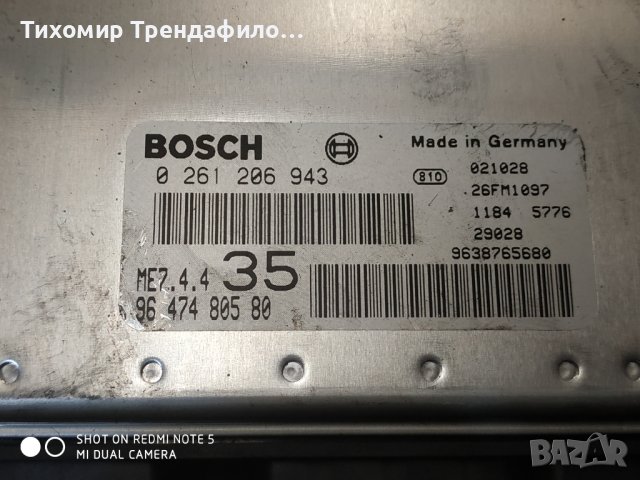 Тихомир Трендафило...
BOSCH
Made in Germany
0 261 206 943
810
021028
26FM1097
1184 5776
29028
9638765680
ME7.4.4 35
96 474 805 80
SHOT ON REDMI NOTE 5
MI DUAL CAMERA
BAZAR